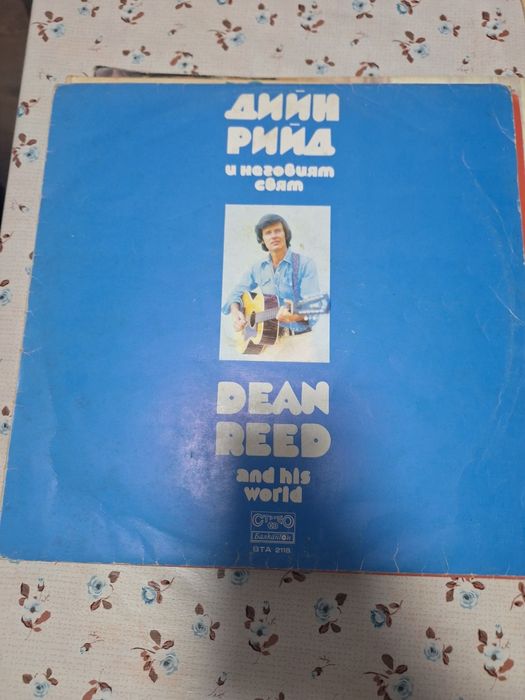 ДИЙН
РИЙД
и неговият
свят
DEAN
REED
and his
world
СТЕРЕО
Балкантон
ВТА 2118